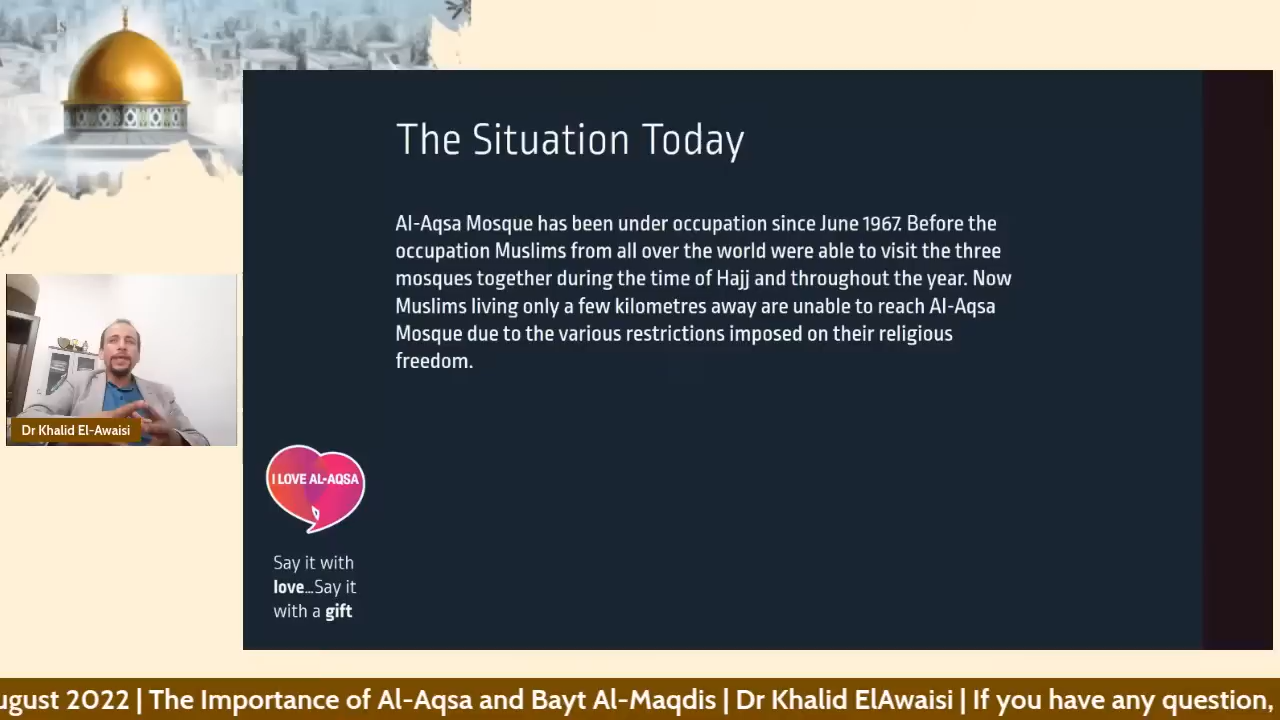 The Situation Today
Al-Aqsa Mosque has been under occupation since June 1967. Before the
occupation Muslims from all over the world were able to visit the three
mosques together during the time of Hajj and throughout the year. Now
Muslims living only a few kilometres away are unable to reach Al-Aqsa
Mosque due to the various restrictions imposed on their religious
freedom.
Dr Khalid El-Awaisi
I LOVE AL-AQSA
Say it with
love...Say it
with a gift
ugust 2022 | The Importance of Al-Aqsa and Bayt Al-Maqdis | Dr Khalid ElAwaisi | If you have any question,